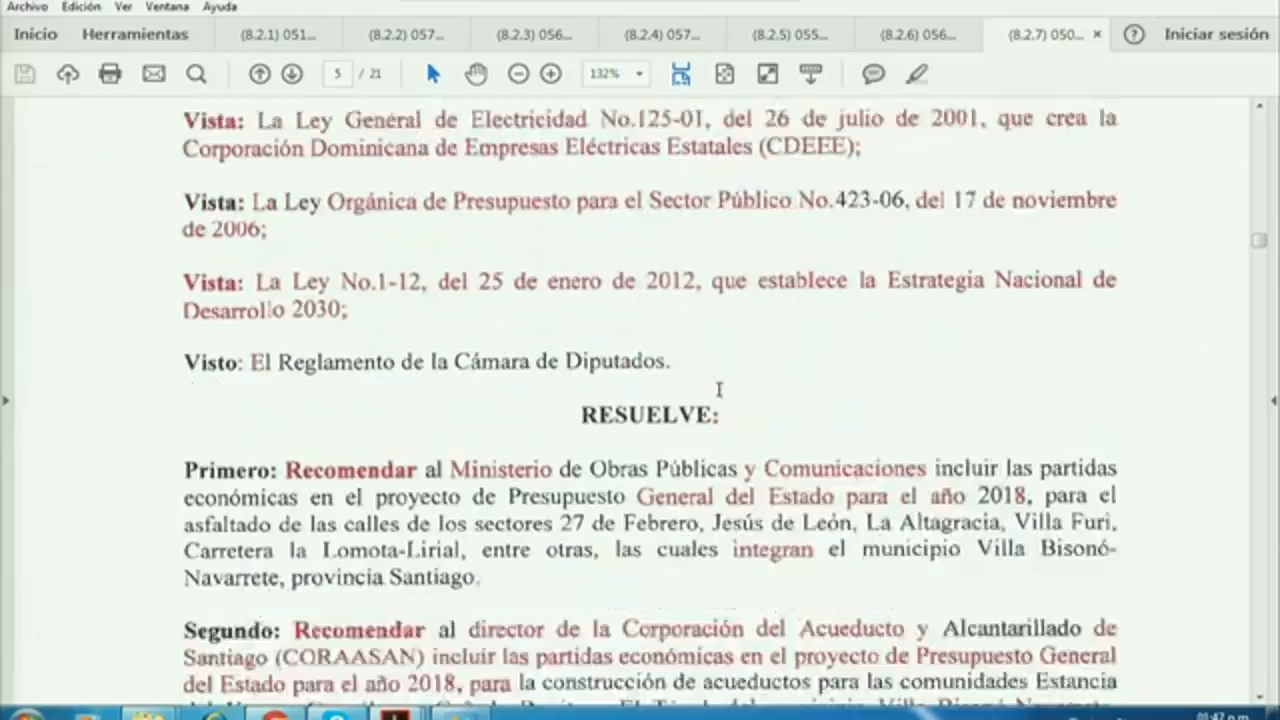 Archivo Edición Ver Ventana Ayuda
Inicio Herramientas (8.2.1) 051... (8.2.2) 057... (8.2.3) 056... (8.2.4) 057... (8.2.5) 055... (8.2.6) 056... (8.2.7) 050... × ? Iniciar sesión
5 / 21 132%
Vista: La Ley General de Electricidad No.125-01, del 26 de julio de 2001, que crea la
Corporación Dominicana de Empresas Eléctricas Estatales (CDEEE);
Vista: La Ley Orgánica de Presupuesto para el Sector Público No.423-06, del 17 de noviembre
de 2006;
Vista: La Ley No.1-12, del 25 de enero de 2012, que establece la Estrategia Nacional de
Desarrollo 2030;
Visto: El Reglamento de la Cámara de Diputados.
RESUELVE:
Primero: Recomendar al Ministerio de Obras Públicas y Comunicaciones incluir las partidas
económicas en el proyecto de Presupuesto General del Estado para el año 2018, para el
asfaltado de las calles de los sectores 27 de Febrero, Jesús de León, La Altagracia, Villa Furi,
Carretera la Lomota-Lirial, entre otras, las cuales integran el municipio Villa Bisonó-
Navarrete, provincia Santiago.
Segundo: Recomendar al director de la Corporación del Acueducto y Alcantarillado de
Santiago (CORAASAN) incluir las partidas económicas en el proyecto de Presupuesto General
del Estado para el año 2018, para la construcción de acueductos para las comunidades Estancia